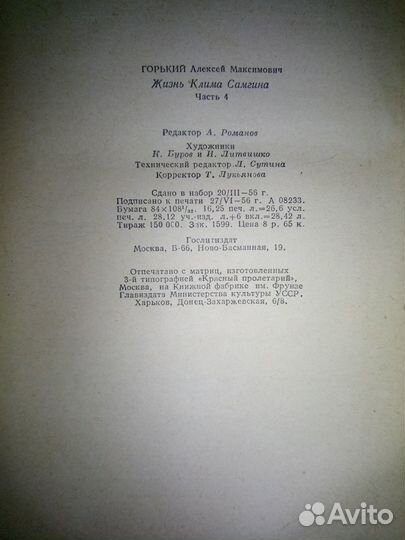 ГОРЬКИЙ Алексей Максимович
Жизнь Клима Самгина
Часть 4
Редактор А. Романов
Художники
К. Буров и И. Литвишко
Технический редактор Л. Сутина
Корректор Т. Лукьянова
Сдано в набор 20/III—56 г.
Подписано к печати 27/VI—56 г. А 08233.
Бумага 84×108¹/₃₂. 16,25 печ. л.=26,6 усл.
печ. л. 28,12 уч.-изд. л.+6 вкл.=28,42 л.
Тираж 150 000. Зак. 1599. Цена 8 р. 65 к.
Гослитиздат
Москва, Б-66, Ново-Басманная, 19.
Отпечатано с матриц, изготовленных
3-й типографией «Красный пролетарий»,
Москва, на Книжной фабрике им. Фрунзе
Главиздата Министерства культуры УССР.
Харьков, Донец-Захаржевская, 6/8.
Avito